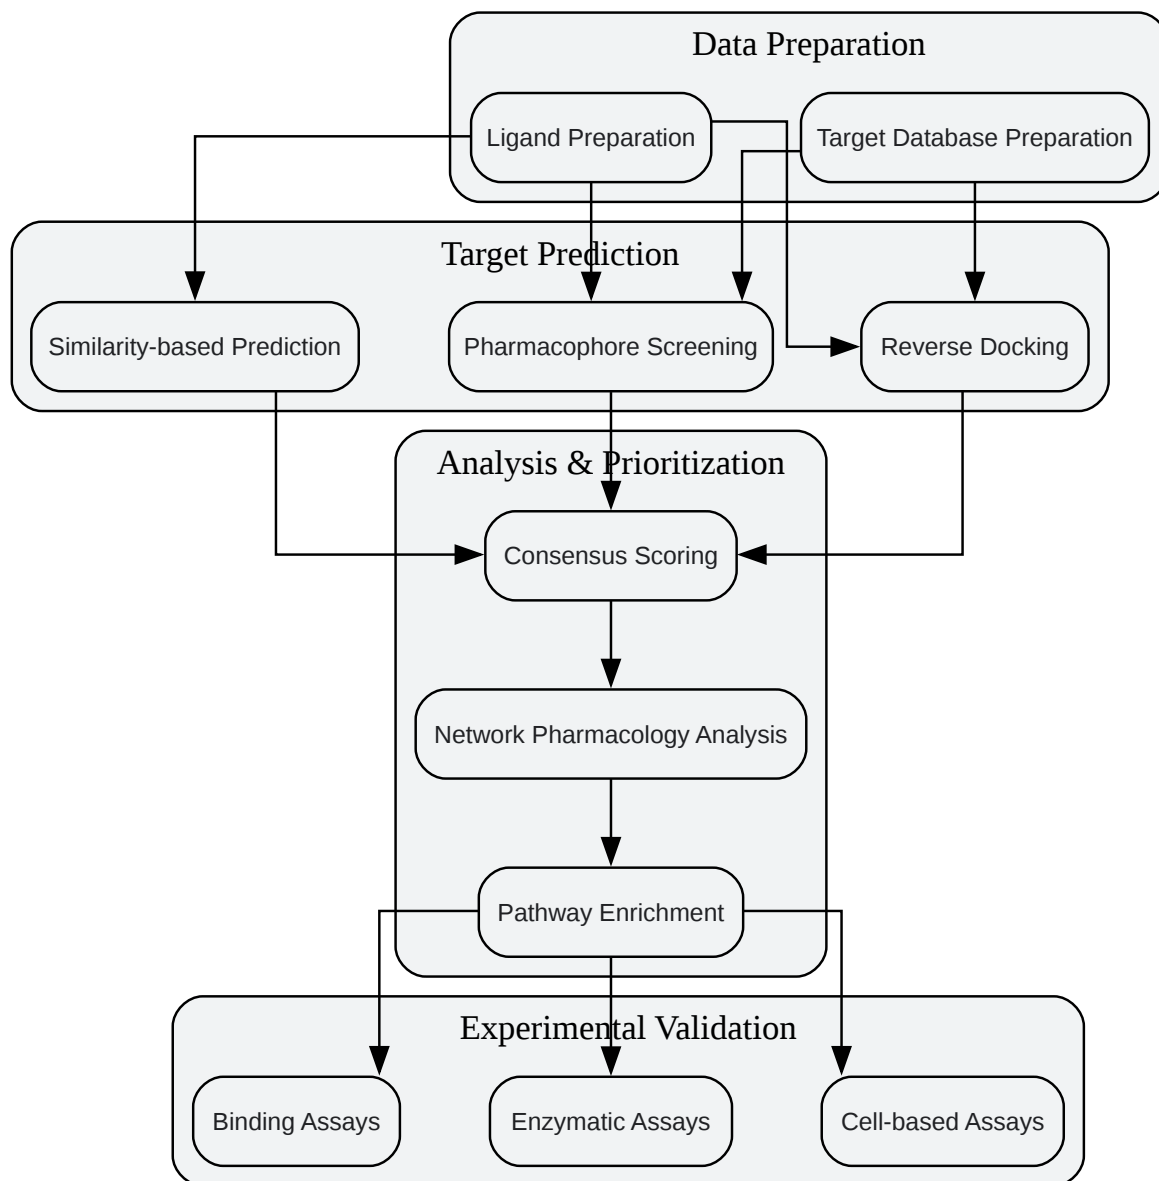 Data Preparation
Ligand Preparation
Target Database Preparation
Target Prediction
Similarity-based Prediction
Pharmacophore Screening
Reverse Docking
Analysis & Prioritization
Consensus Scoring
Network Pharmacology Analysis
Pathway Enrichment
Experimental Validation
Binding Assays
Enzymatic Assays
Cell-based Assays